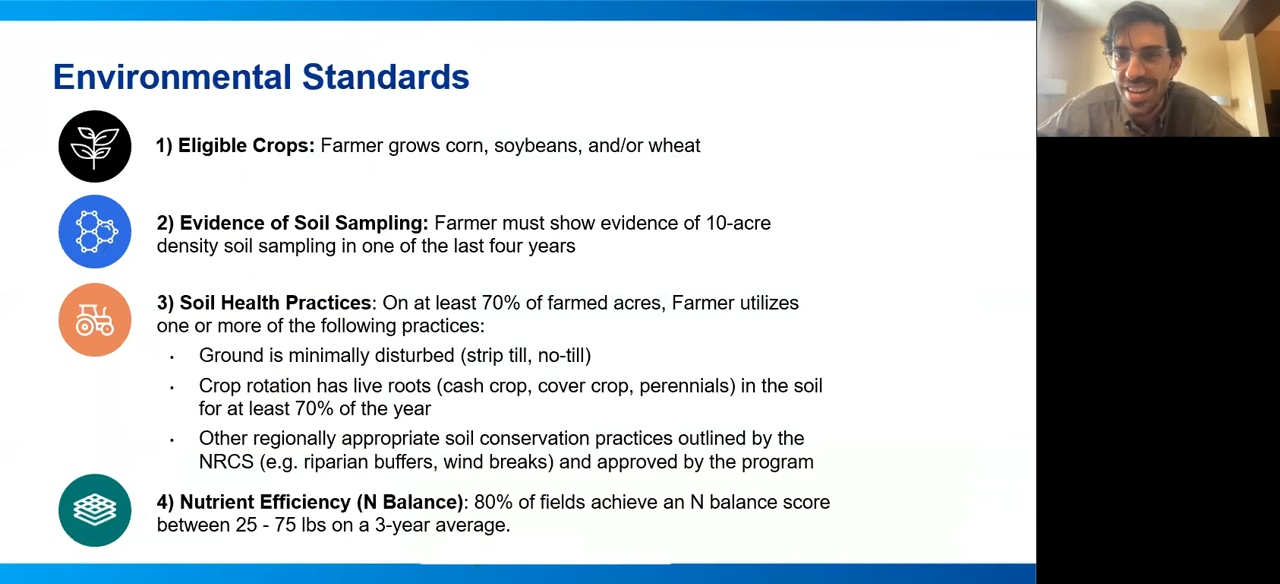 Environmental Standards
1) Eligible Crops: Farmer grows corn, soybeans, and/or wheat
2) Evidence of Soil Sampling: Farmer must show evidence of 10-acre
density soil sampling in one of the last four years
3) Soil Health Practices: On at least 70% of farmed acres, Farmer utilizes
one or more of the following practices:
· Ground is minimally disturbed (strip till, no-till)
· Crop rotation has live roots (cash crop, cover crop, perennials) in the soil
for at least 70% of the year
· Other regionally appropriate soil conservation practices outlined by the
NRCS (e.g. riparian buffers, wind breaks) and approved by the program
4) Nutrient Efficiency (N Balance): 80% of fields achieve an N balance score
between 25 - 75 lbs on a 3-year average.